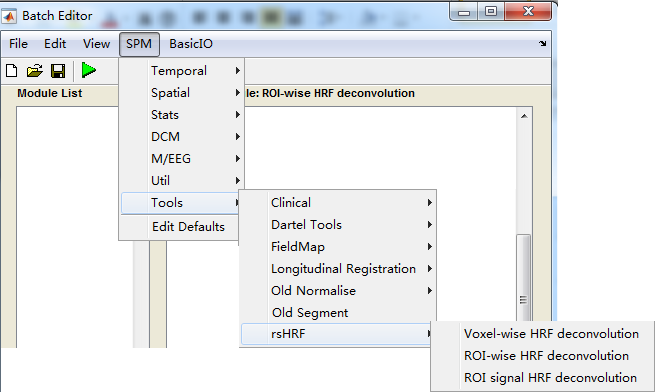 Batch Editor
File Edit View SPM BasicIO
Module List
le: ROI-wise HRF deconvolution
Temporal
Spatial
Stats
DCM
M/EEG
Util
Tools
Edit Defaults
Clinical
Dartel Tools
FieldMap
Longitudinal Registration
Old Normalise
Old Segment
rsHRF
Voxel-wise HRF deconvolution
ROI-wise HRF deconvolution
ROI signal HRF deconvolution